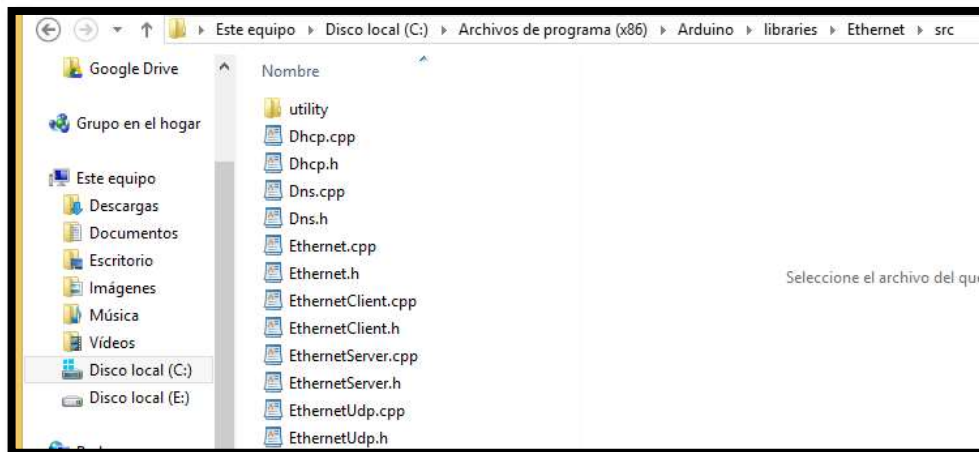 Este equipo Disco local (C:) Archivos de programa (x86) Arduino libraries Ethernet src
Google Drive
Grupo en el hogar
Este equipo
Descargas
Documentos
Escritorio
Imágenes
Música
Vídeos
Disco local (C:)
Disco local (E:)
Nombre
utility
Dhcp.cpp
Dhcp.h
Dns.cpp
Dns.h
Ethernet.cpp
Ethernet.h
EthernetClient.cpp
EthernetClient.h
EthernetServer.cpp
EthernetServer.h
EthernetUdp.cpp
EthernetUdp.h
Seleccione el archivo del que